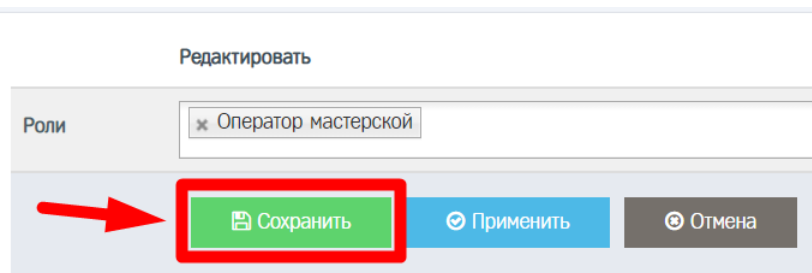 Редактировать
Роли
Оператор мастерской
Сохранить
Применить
Отмена